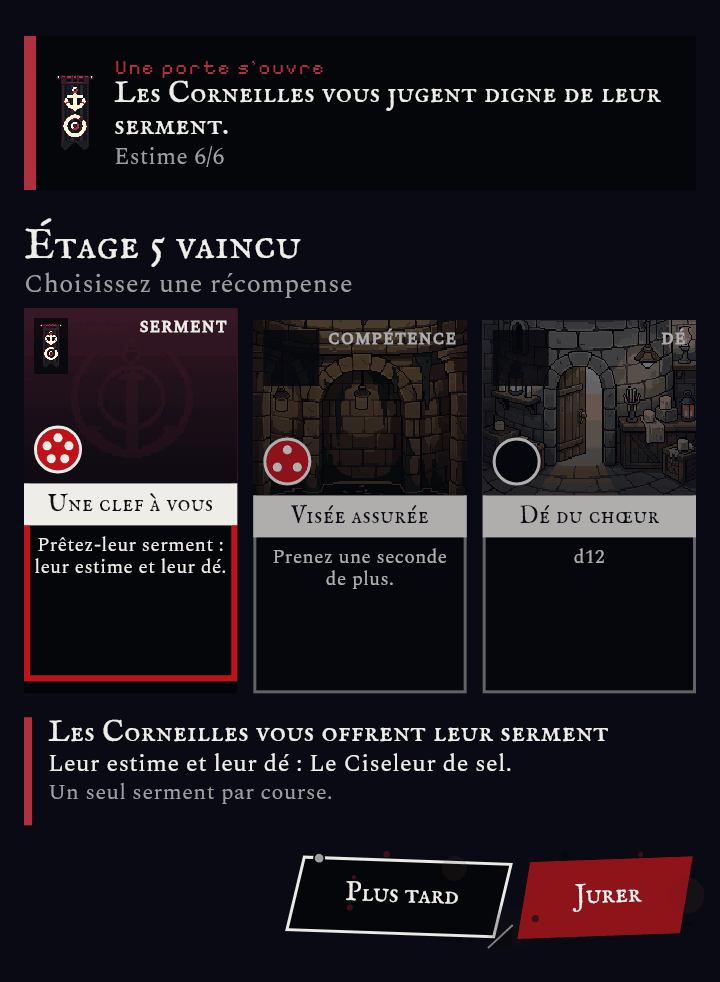 Une porte s'ouvre
Les Corneilles vous jugent digne de leur
serment.
Estime 6/6
Étage 5 vaincu
Choisissez une récompense
SERMENT
COMPÉTENCE
DÉ
Une clef à vous
Visée assurée
Dé du chœur
Prêtez-leur serment :
leur estime et leur dé.
Prenez une seconde
de plus.
d12
Les Corneilles vous offrent leur serment
Leur estime et leur dé : Le Ciseleur de sel.
Un seul serment par course.
Plus tard
Jurer